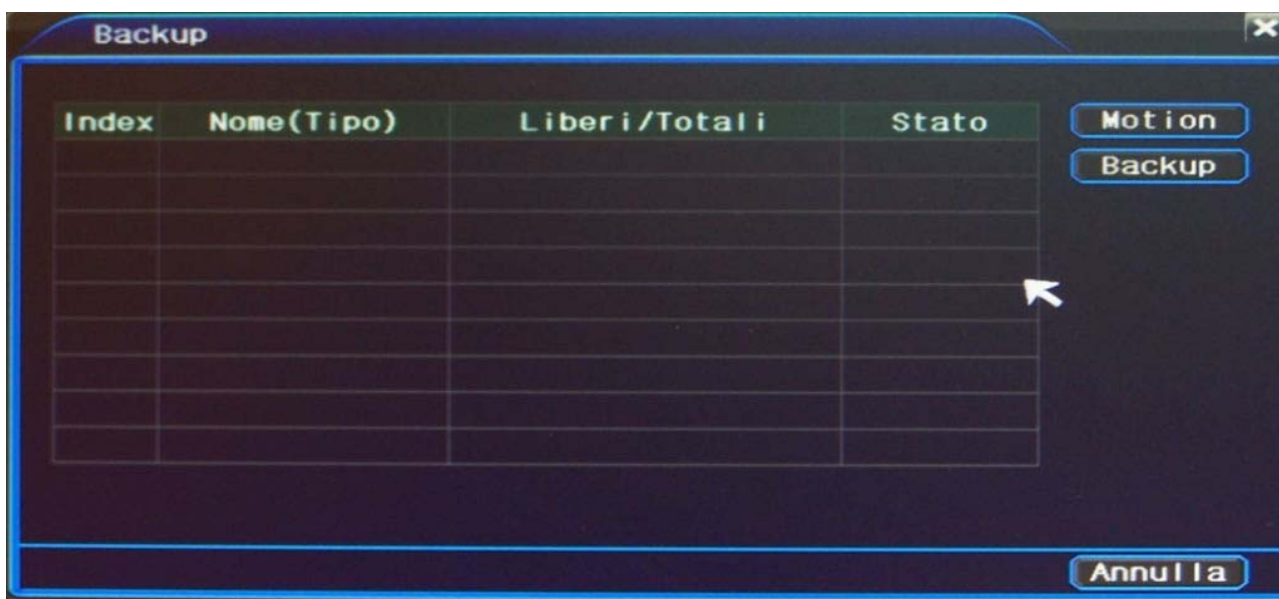 Backup
Index Nome(Tipo) Liberi/Totali Stato
Motion
Backup
Annulla